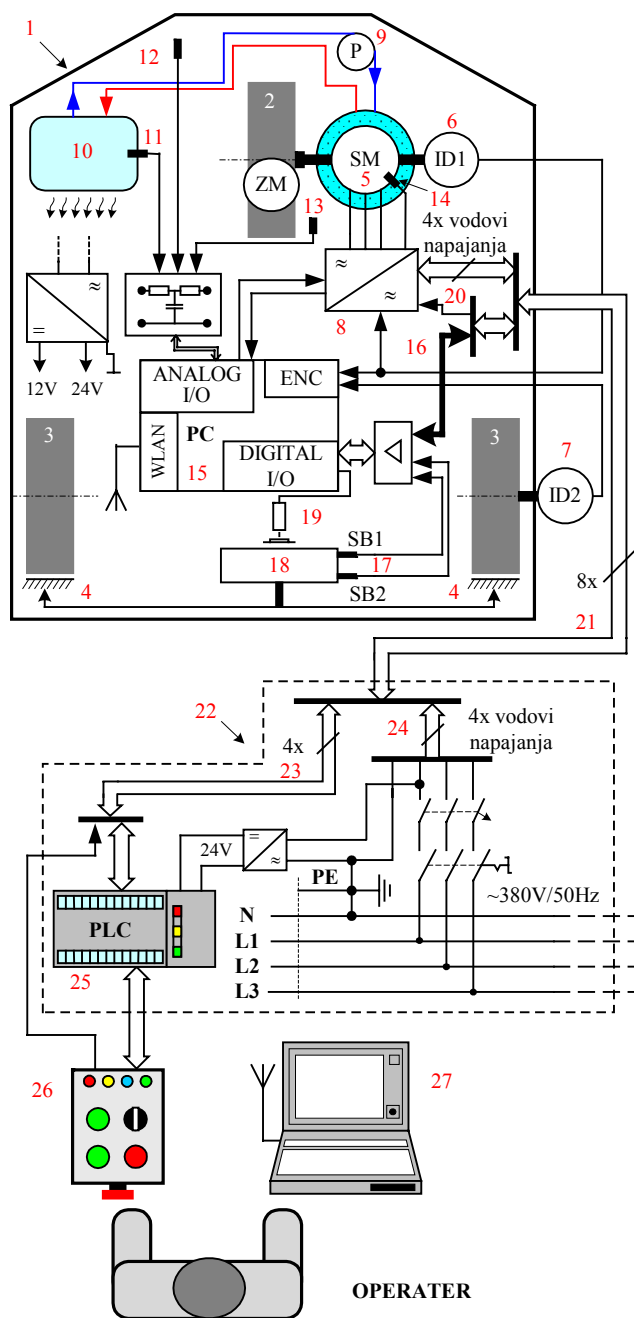 1
12
9
P
2
6
11
10
SM
ID1
5
ZM
14
13
4x vodovi
napajanja
≈
≈
20
=
8
≈
16
12V
24V
ANALOG
I/O
ENC
3
WLAN
PC
3
7
15
DIGITAL
I/O
ID2
19
SB1
18
17
4
SB2
4
8x
21
22
24
4x vodovi
napajanja
4x
23
=
24V
≈
PE
~380V/50Hz
N
PLC
L1
L2
25
L3
26
27
OPERATER